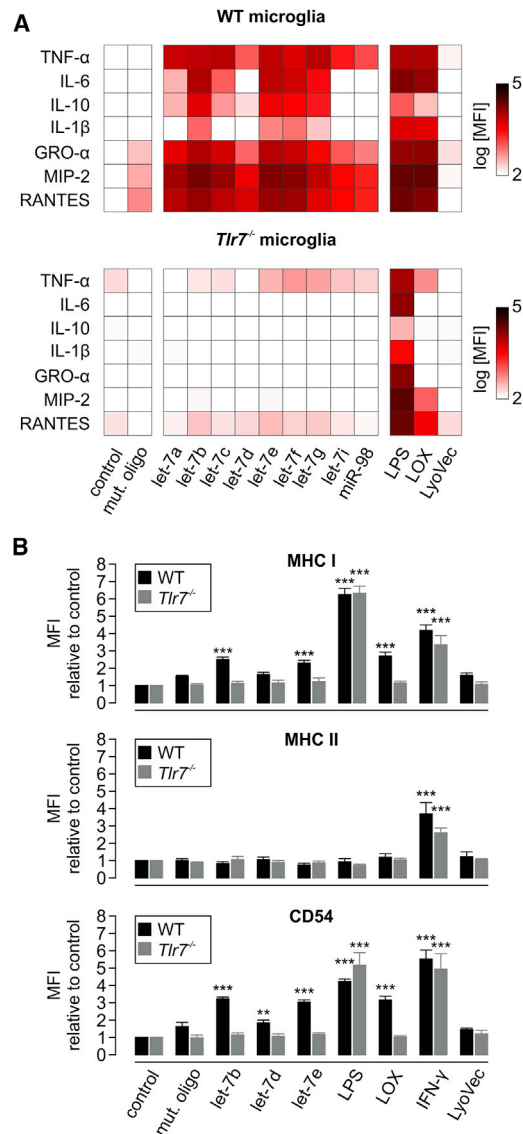 A
WT microglia
TNF-α
IL-6
IL-10
IL-1β
GRO-α
MIP-2
RANTES
5
2
log [MFI]
Tlr7-/- microglia
TNF-α
IL-6
IL-10
IL-1β
GRO-α
MIP-2
RANTES
5
2
log [MFI]
control
mut. oligo
let-7a
let-7b
let-7c
let-7d
let-7e
let-7f
let-7g
let-7i
miR-98
LPS
LOX
LyoVec
B
MHC I
WT
Tlr7-/-
MFI
relative to control
8
7
6
5
4
3
2
1
0
***
***
***
***
***
***
***
MHC II
WT
Tlr7-/-
MFI
relative to control
8
7
6
5
4
3
2
1
0
***
***
CD54
WT
Tlr7-/-
MFI
relative to control
8
7
6
5
4
3
2
1
0
***
**
***
***
***
***
***
***
control
mut. oligo
let-7b
let-7d
let-7e
LPS
LOX
IFN-γ
LyoVec